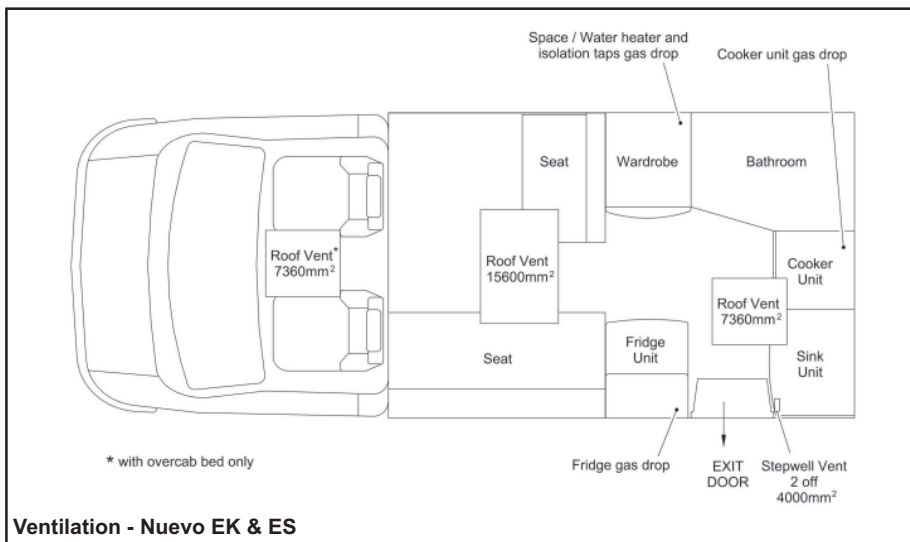 Space / Water heater and
isolation taps gas drop
Cooker unit gas drop
Seat
Wardrobe
Bathroom
Roof Vent*
7360mm²
Roof Vent
15600mm²
Cooker
Unit
Roof Vent
7360mm²
Seat
Fridge
Unit
Sink
Unit
* with overcab bed only
Fridge gas drop
EXIT
DOOR
Stepwell Vent
2 off
4000mm²
Ventilation - Nuevo EK & ES